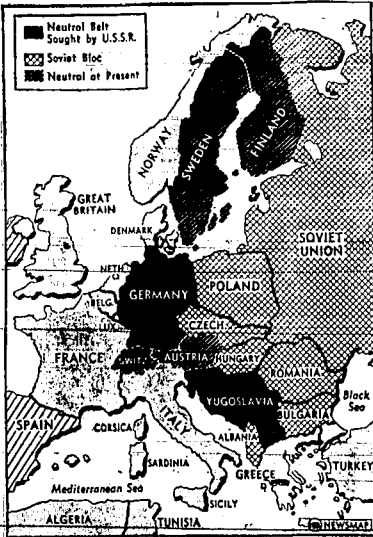 Neutral Belt
Sought by U.S.S.R.
Soviet Bloc
Neutral at Present
NORWAY
SWEDEN
FINLAND
GREAT
BRITAIN
DENMARK
SOVIET
UNION
NETH.
GERMANY
POLAND
BELG.
LUX.
CZECH.
FRANCE
SWITZ.
AUSTRIA
HUNGARY
ROMANIA
YUGOSLAVIA
Black
Sea
BULGARIA
SPAIN
CORSICA
ITALY
ALBANIA
SARDINIA
GREECE
TURKEY
Mediterranean Sea
SICILY
ALGERIA
TUNISIA
NEWSMAP